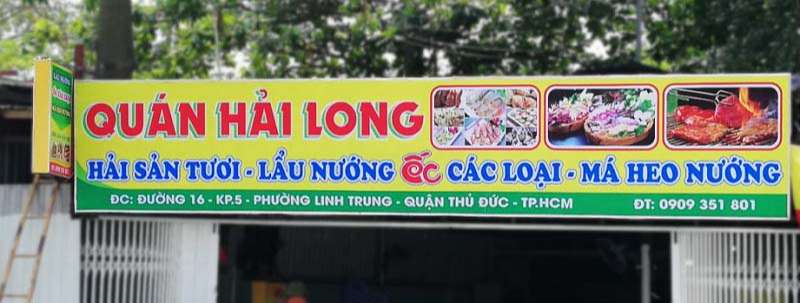 QUÁN HẢI LONG
HẢI SẢN TƯƠI - LẨU NƯỚNG ỐC CÁC LOẠI - MÁ HEO NƯỚNG
ĐC: ĐƯỜNG 16 - KP.5 - PHƯỜNG LINH TRUNG - QUẬN THỦ ĐỨC - TP.HCM ĐT: 0909 351 801